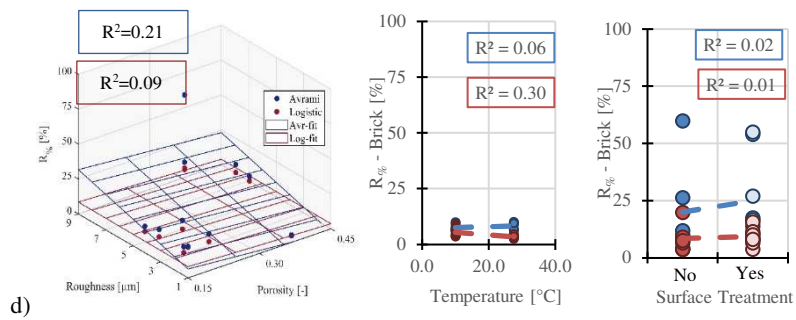 R²=0.21
R²=0.09
100
75
50
25
0
R% [%]
Avrami
Logistic
Avr-fit
Log-fit
9
7
5
3
1
Roughness [μm]
0.15
0.30
0.45
Porosity [-]
d)
100
75
50
25
0
R% - Brick [%]
R² = 0.06
R² = 0.30
0.0
20.0
40.0
Temperature [°C]
100
75
50
25
0
R% - Brick [%]
R² = 0.02
R² = 0.01
No
Yes
Surface Treatment